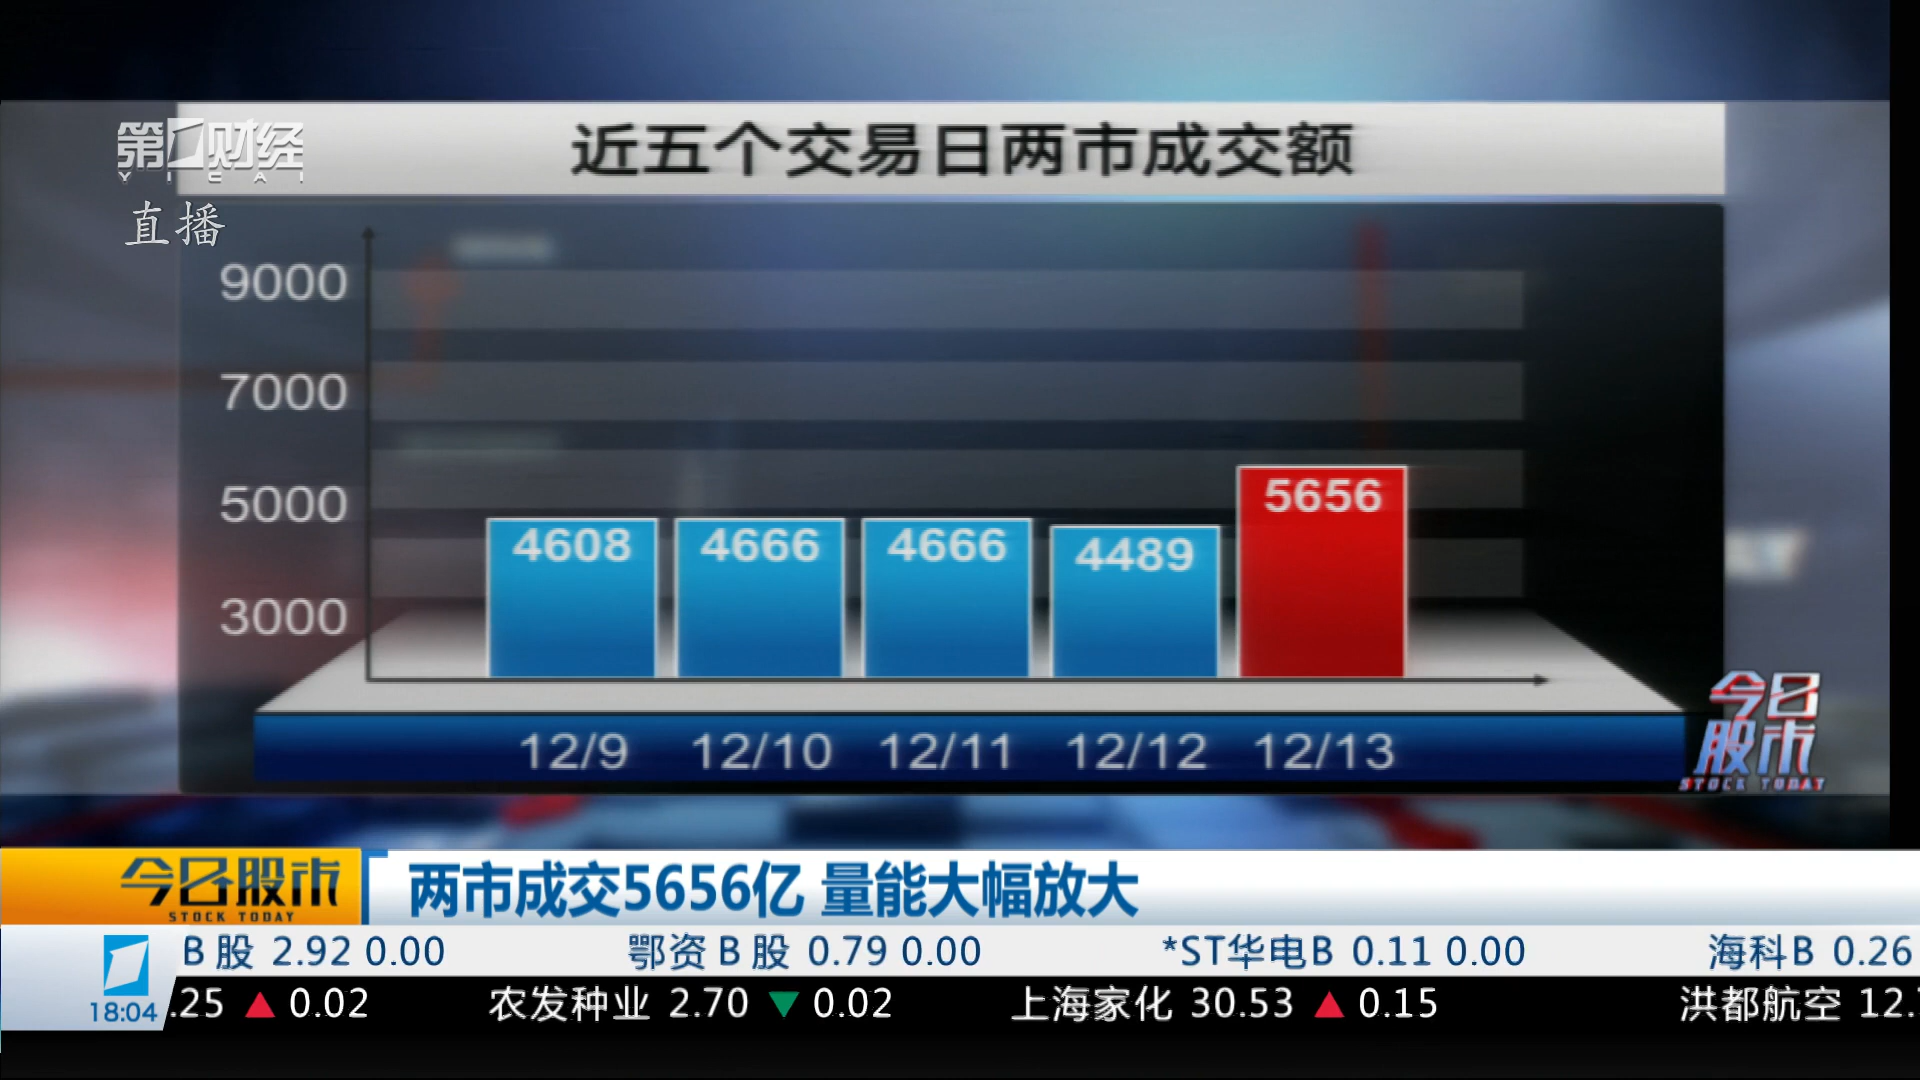 近五个交易日两市成交额
第1财经
YICAI
直播
9000
7000
5000
3000
4608 4666 4666 4489 5656
12/9 12/10 12/11 12/12 12/13
今日股市
STOCK TODAY
今日股市
STOCK TODAY
两市成交5656亿 量能大幅放大
B股 2.92 0.00 鄂资B股 0.79 0.00 *ST华电B 0.11 0.00 海科B 0.26
18:04
.25 ▲ 0.02 农发种业 2.70 ▼ 0.02 上海家化 30.53 ▲ 0.15 洪都航空 12.